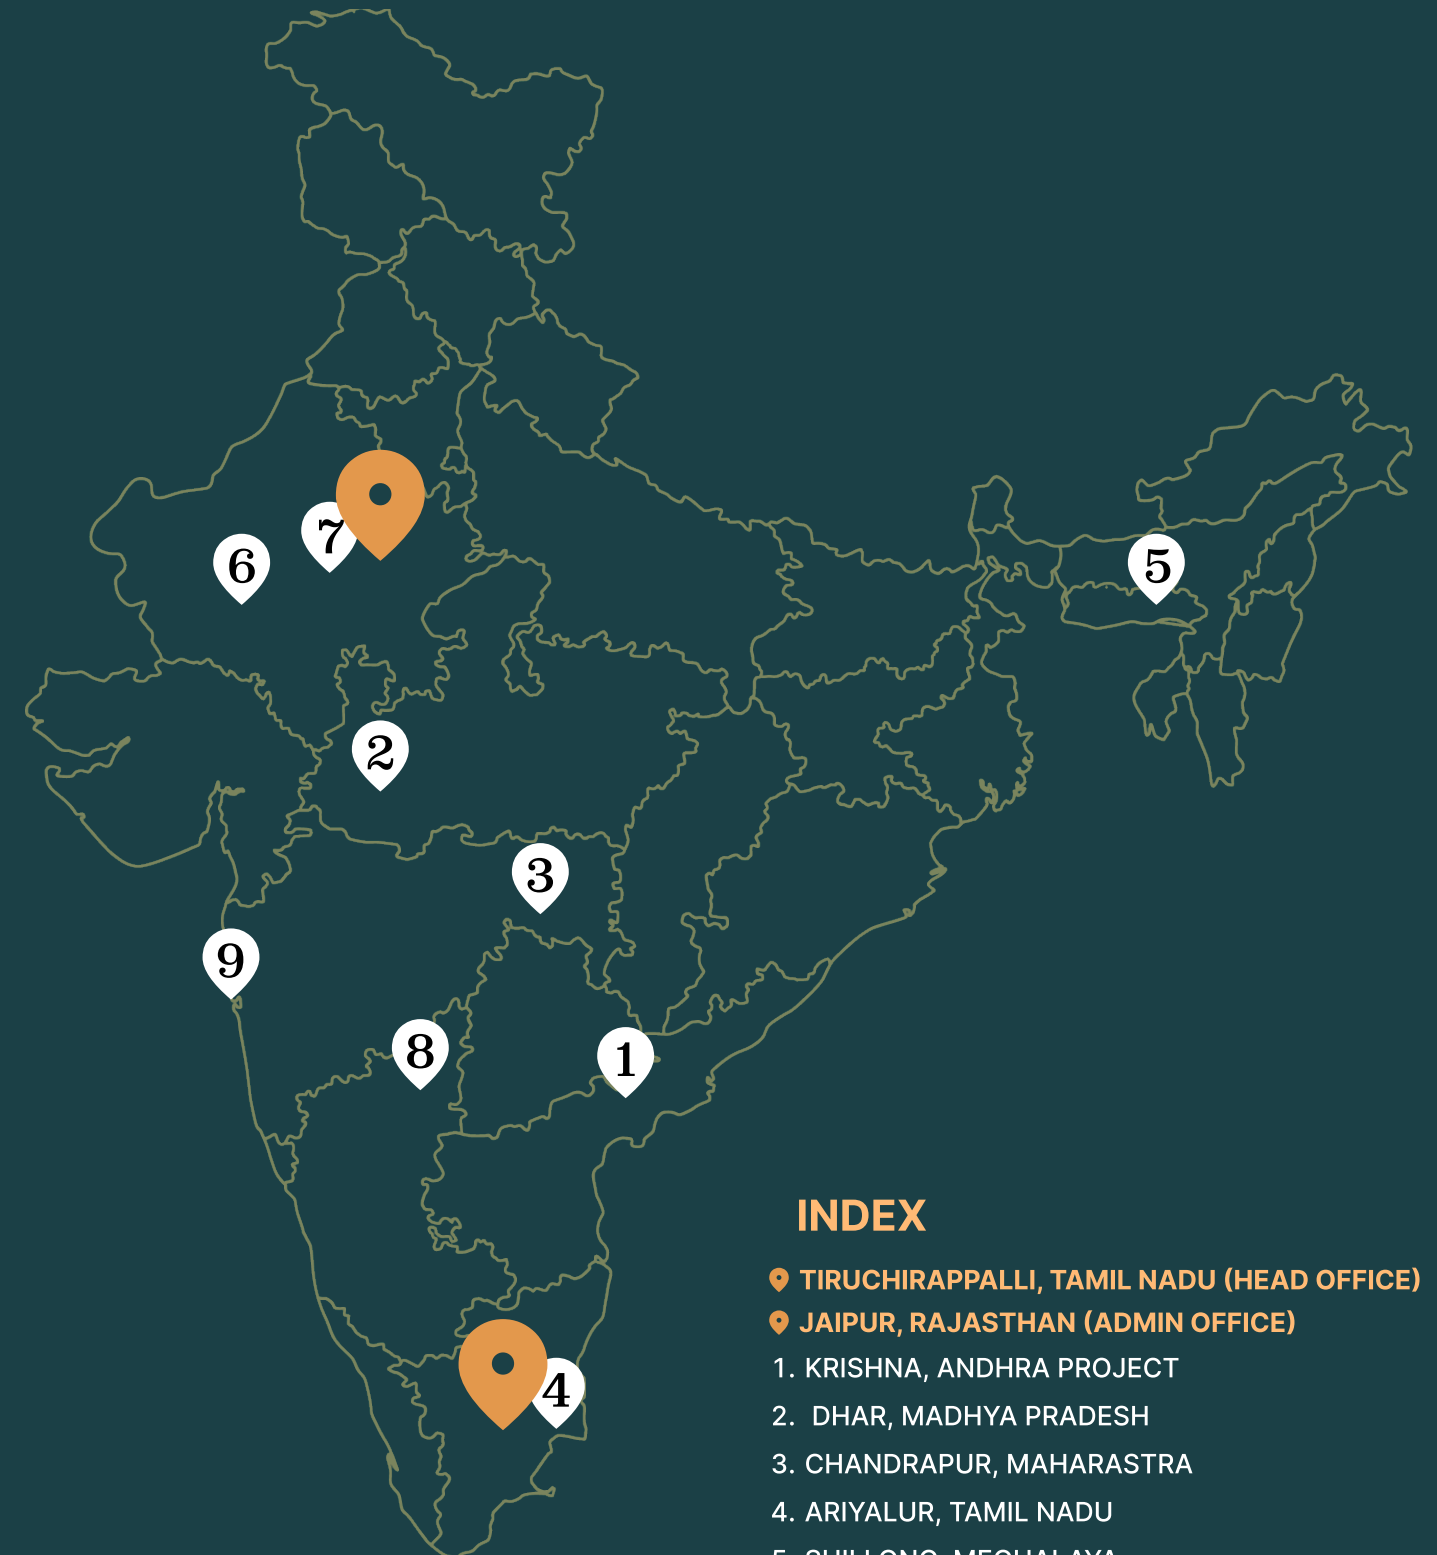 7
6
5
2
3
9
8
1
4
INDEX
TIRUCHIRAPPALLI, TAMIL NADU (HEAD OFFICE)
JAIPUR, RAJASTHAN (ADMIN OFFICE)
1. KRISHNA, ANDHRA PROJECT
2. DHAR, MADHYA PRADESH
3. CHANDRAPUR, MAHARASTRA
4. ARIYALUR, TAMIL NADU